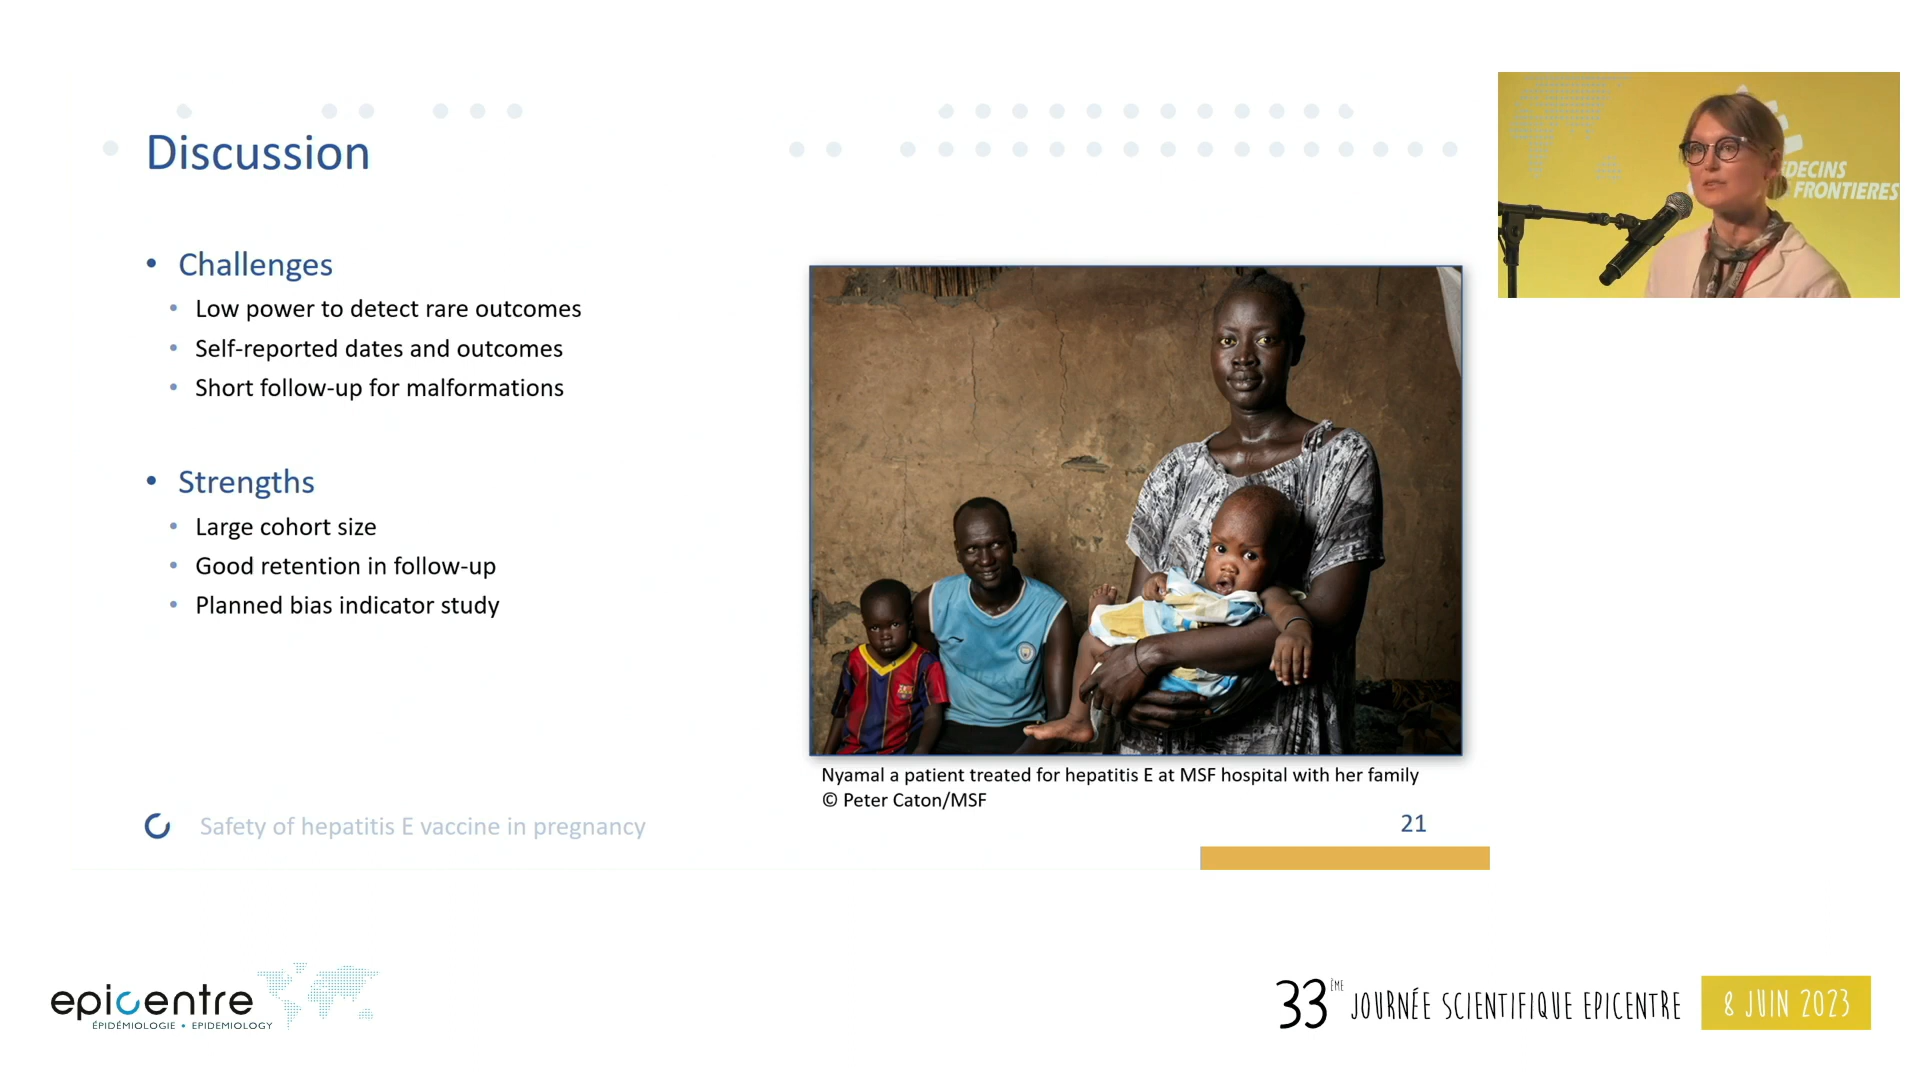 Discussion
• Challenges
• Low power to detect rare outcomes
• Self-reported dates and outcomes
• Short follow-up for malformations
• Strengths
• Large cohort size
• Good retention in follow-up
• Planned bias indicator study
Nyamal a patient treated for hepatitis E at MSF hospital with her family
© Peter Caton/MSF
Safety of hepatitis E vaccine in pregnancy
21
DECINS
FRONTIERES
epicentre
ÉPIDÉMIOLOGIE • EPIDEMIOLOGY
33ÈME JOURNÉE SCIENTIFIQUE EPICENTRE
8 JUIN 2023